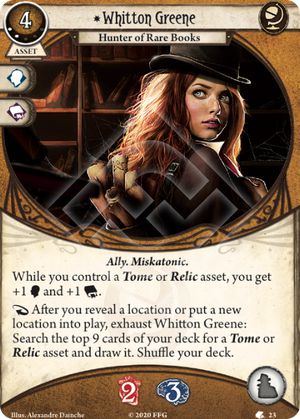 4
Whitton Greene
ASSET
Hunter of Rare Books
Ally. Miskatonic.
While you control a Tome or Relic asset, you get
+1 and +1 .
After you reveal a location or put a new
location into play, exhaust Whitton Greene:
Search the top 9 cards of your deck for a Tome or
Relic asset and draw it. Shuffle your deck.
2
3
Illus. Alexandre Dainche
© 2020 FFG
23